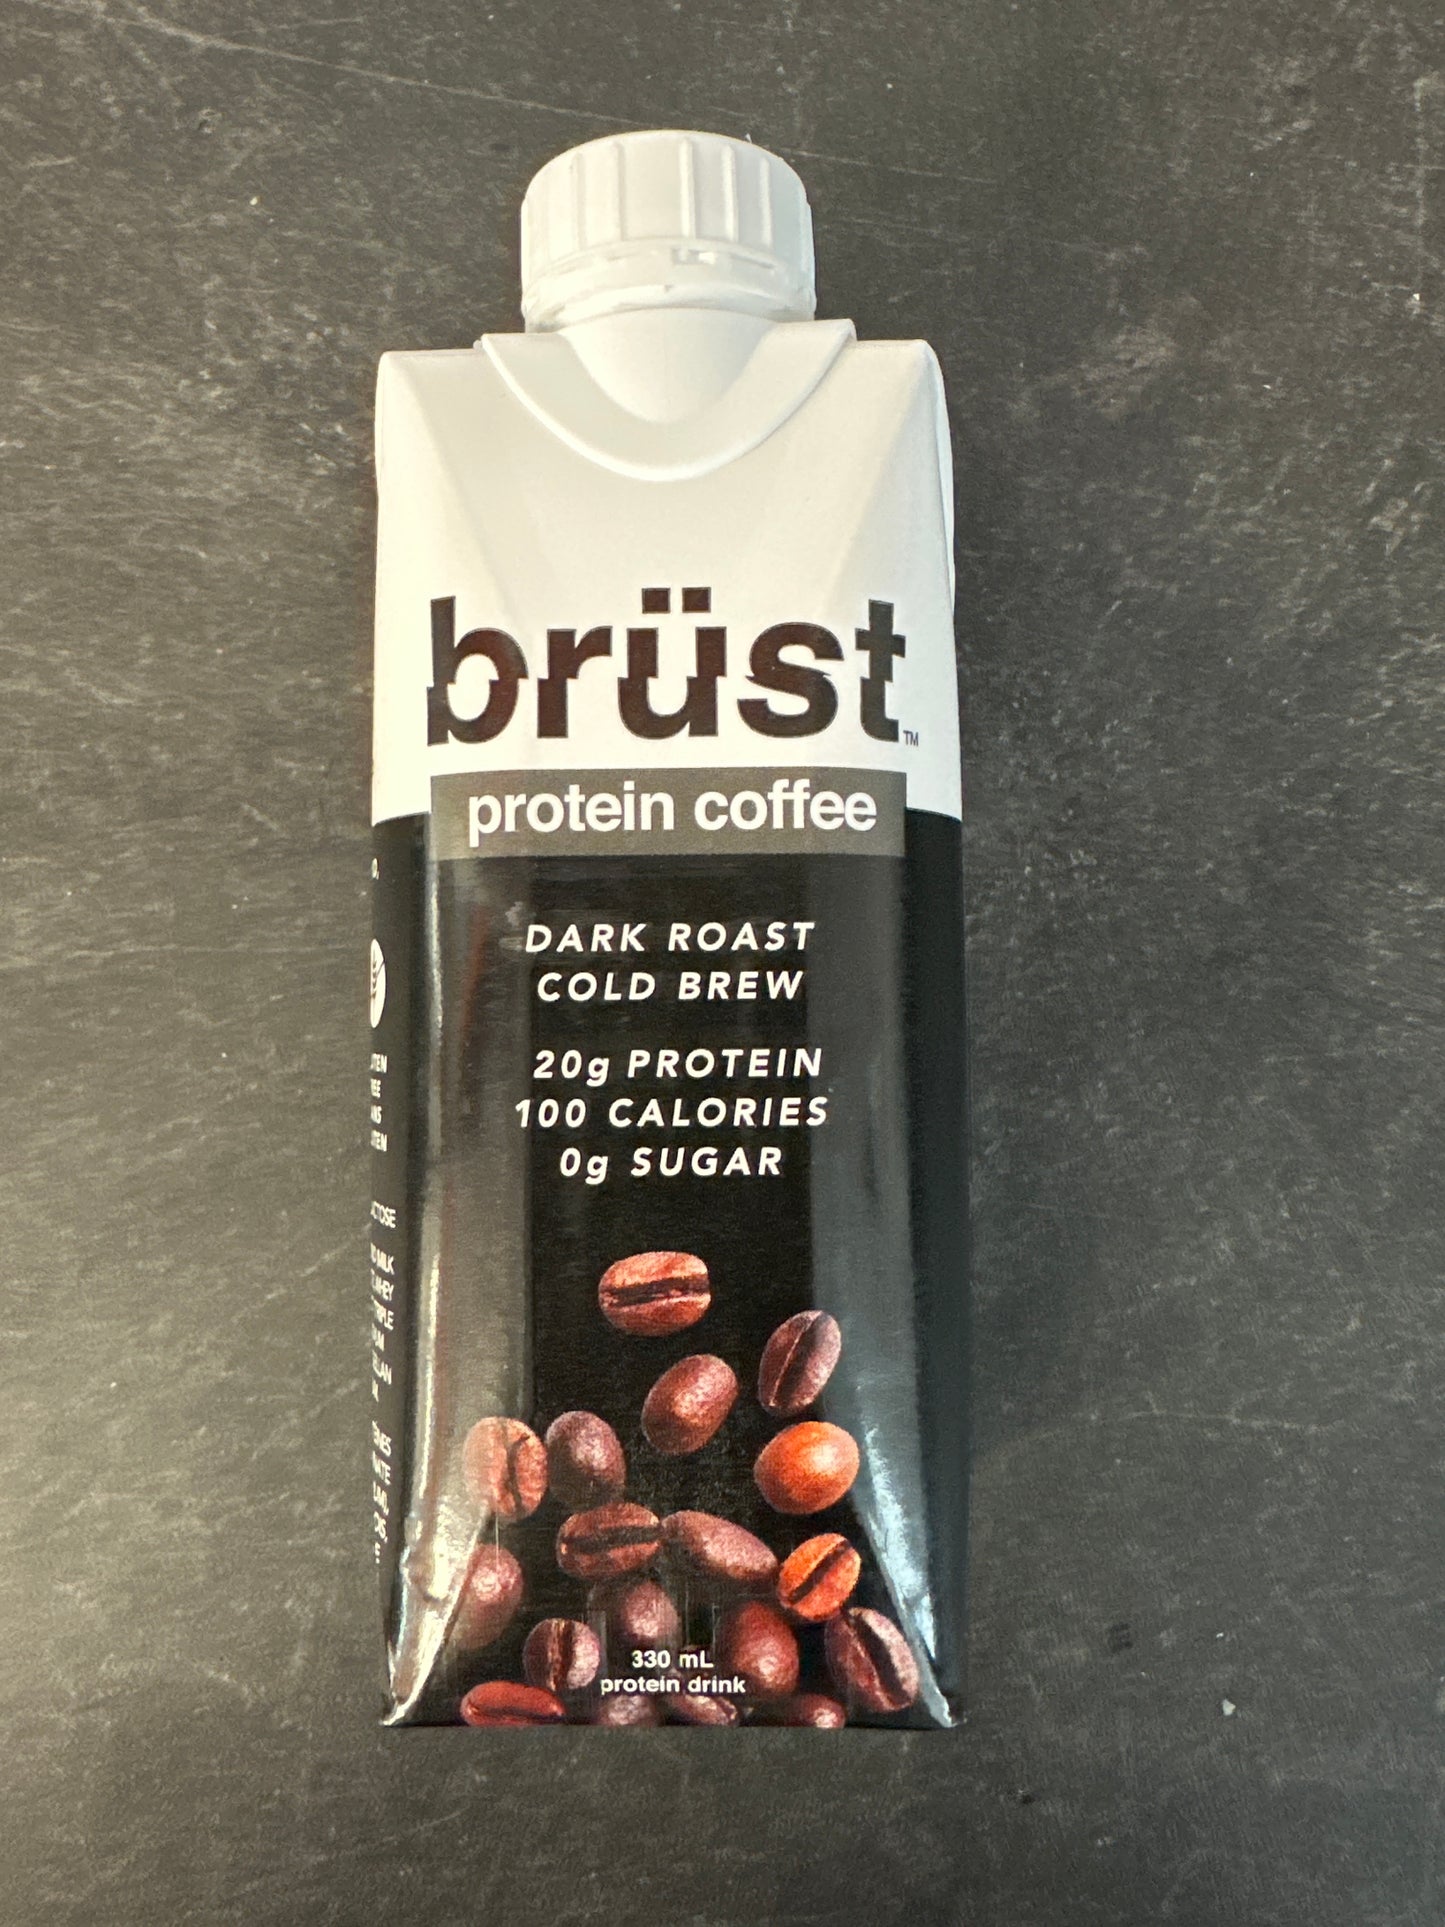 brüst
TM
protein coffee
DARK ROAST
COLD BREW
20g PROTEIN
100 CALORIES
0g SUGAR
330 mL
protein drink